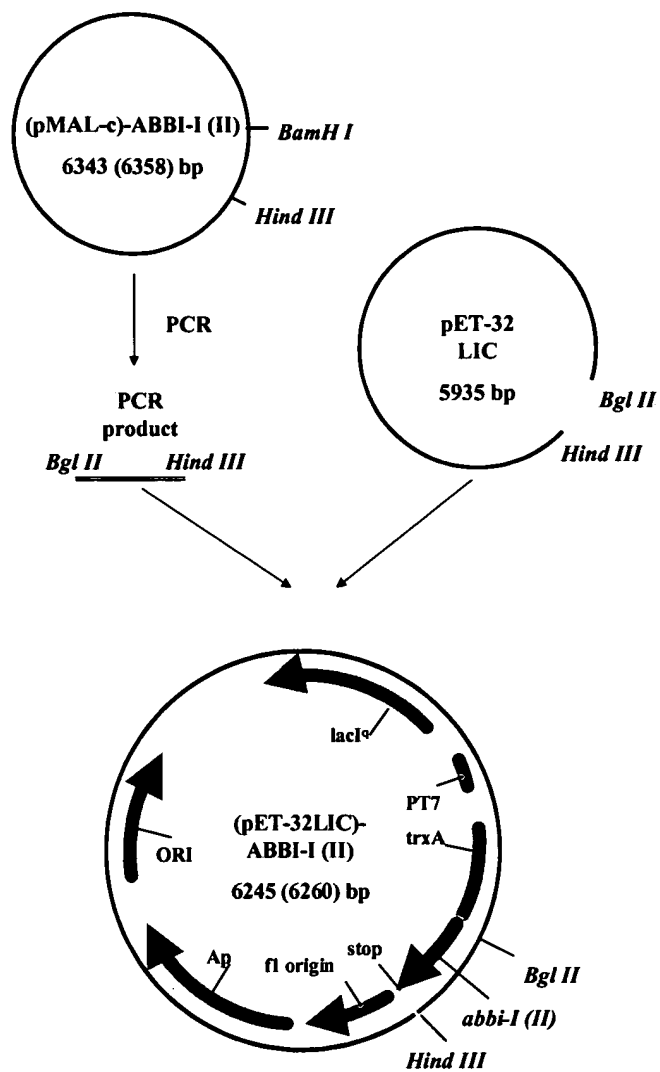 (pMAL-c)-ABBI-I (II)
6343 (6358) bp
BamH I
Hind III
PCR
PCR
product
Bgl II
Hind III
pET-32
LIC
5935 bp
Bgl II
Hind III
lacIq
PT7
trxA
(pET-32LIC)-
ABBI-I (II)
6245 (6260) bp
ORI
Ap
f1 origin
stop
Bgl II
abbi-I (II)
Hind III